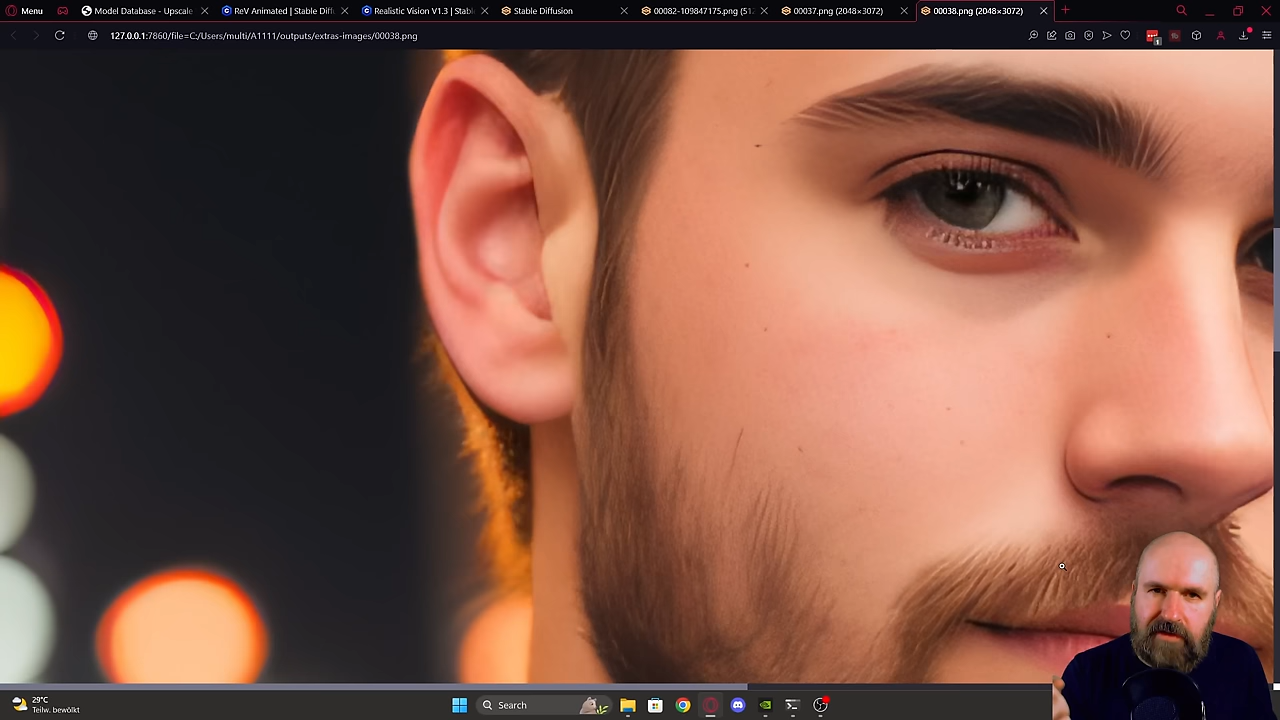 Menu
Model Database - Upscale
ReV Animated | Stable Diff
Realistic Vision V1.3 | Stab
Stable Diffusion
00082-109847175.png (51
00037.png (2048×3072)
00038.png (2048×3072)
127.0.0.1:7860/file=C:/Users/multi/A1111/outputs/extras-images/00038.png
1
29°C
Teilw. bewölkt
Search